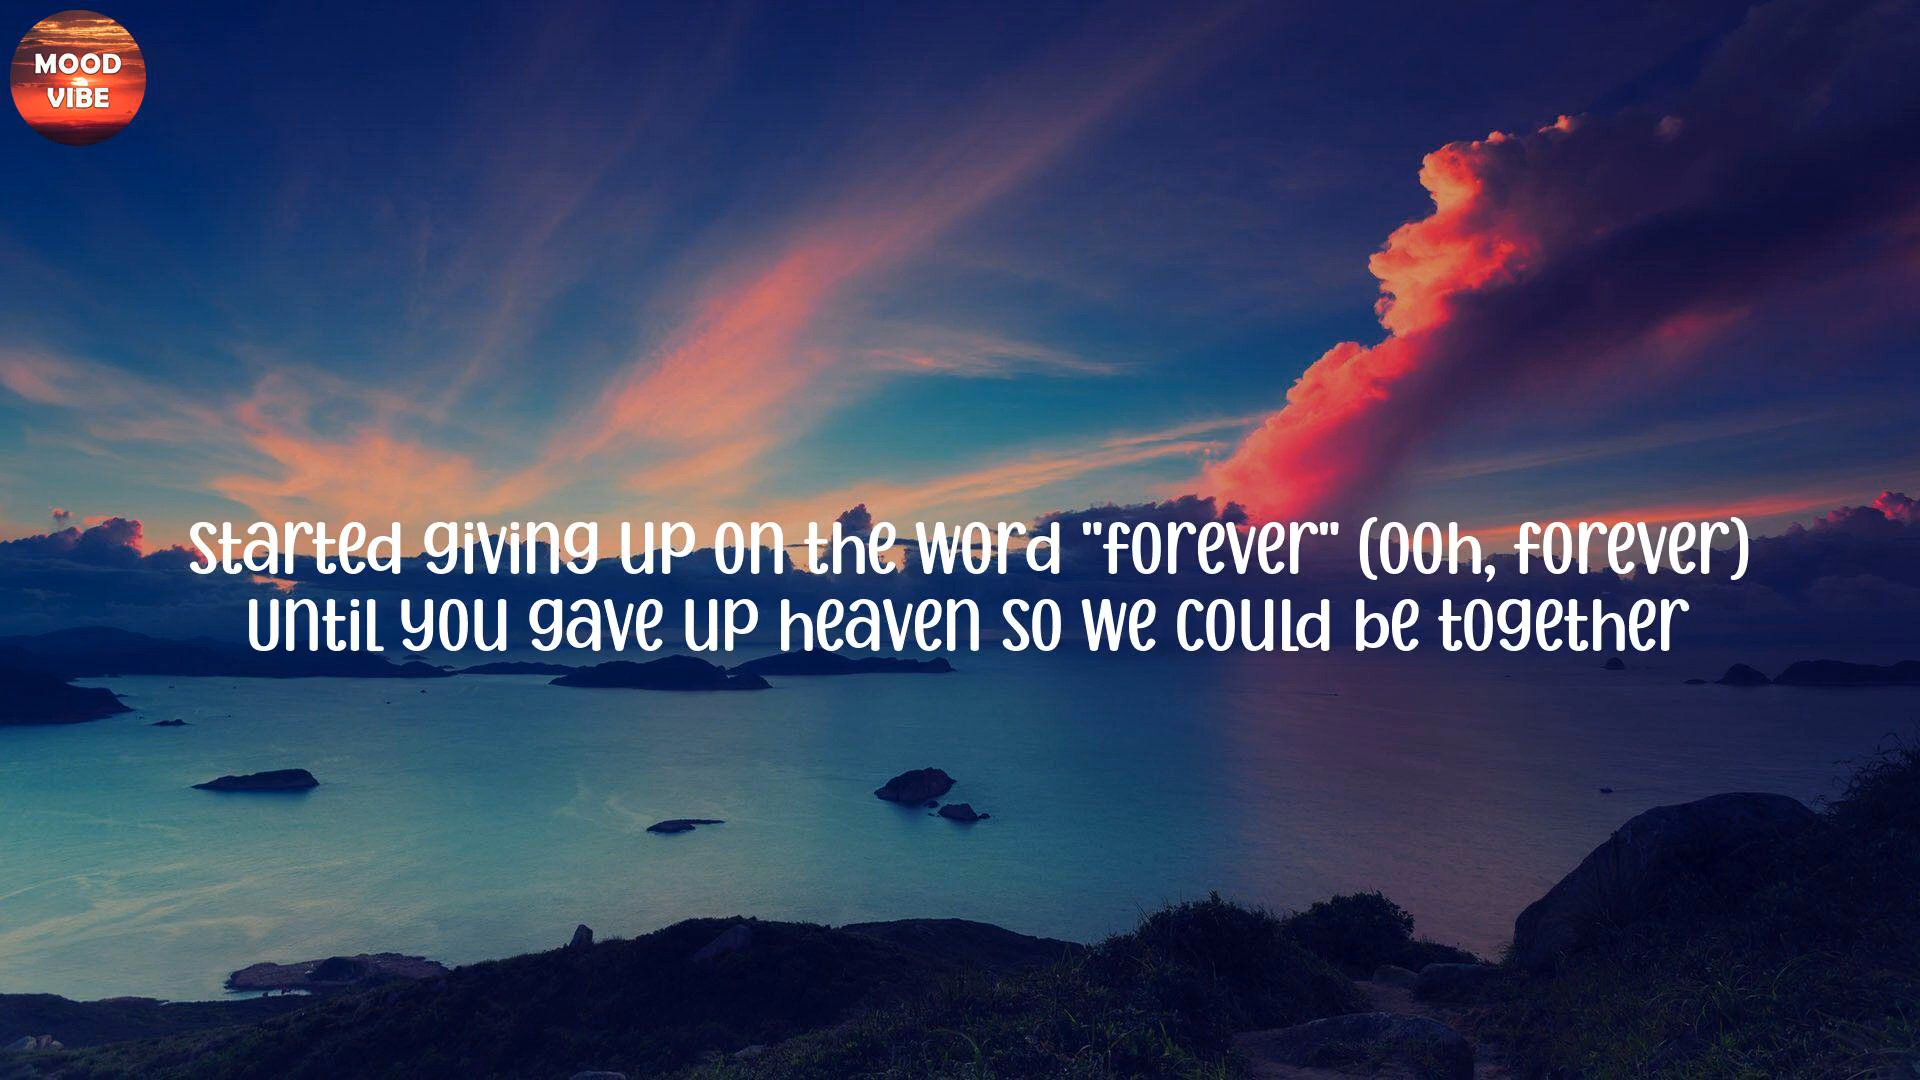 MOOD
VIBE
Started giving up on the word "forever" (ooh, forever)
Until you gave up heaven so we could be together